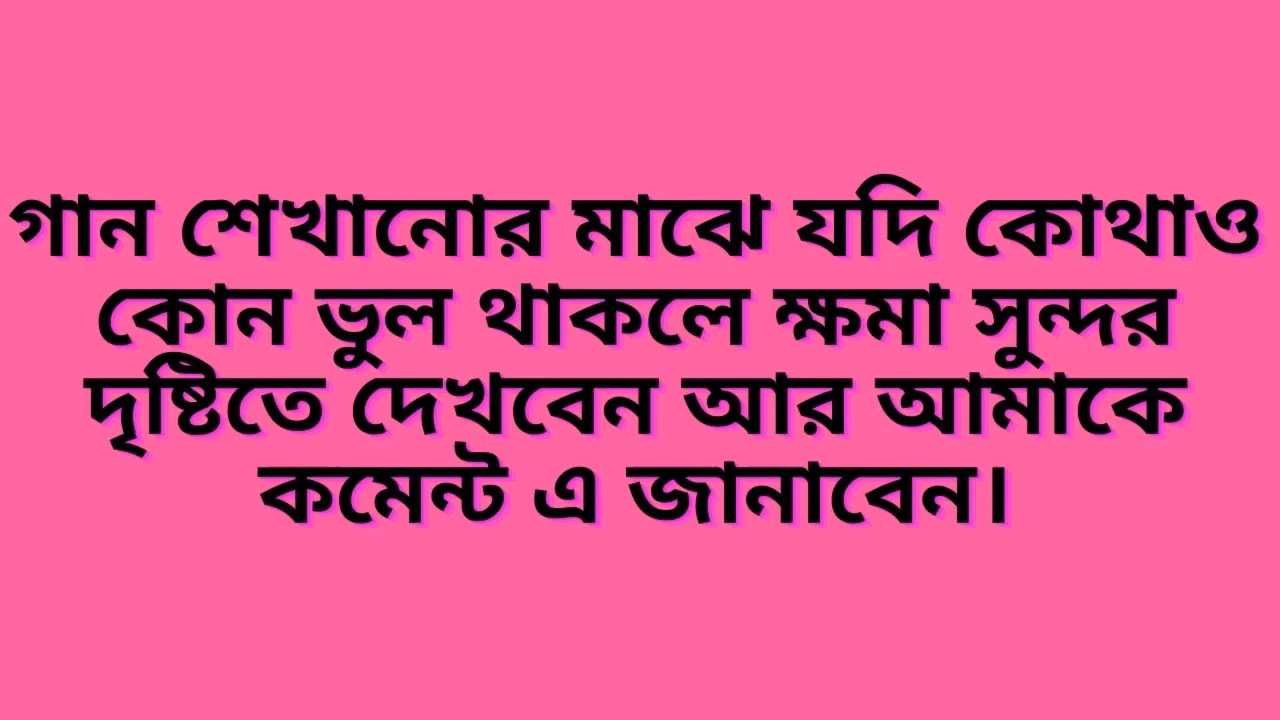 গান শেখানোর মাঝে যদি কোথাও
কোন ভুল থাকলে ক্ষমা সুন্দর
দৃষ্টিতে দেখবেন আর আমাকে
কমেন্ট এ জানাবেন।